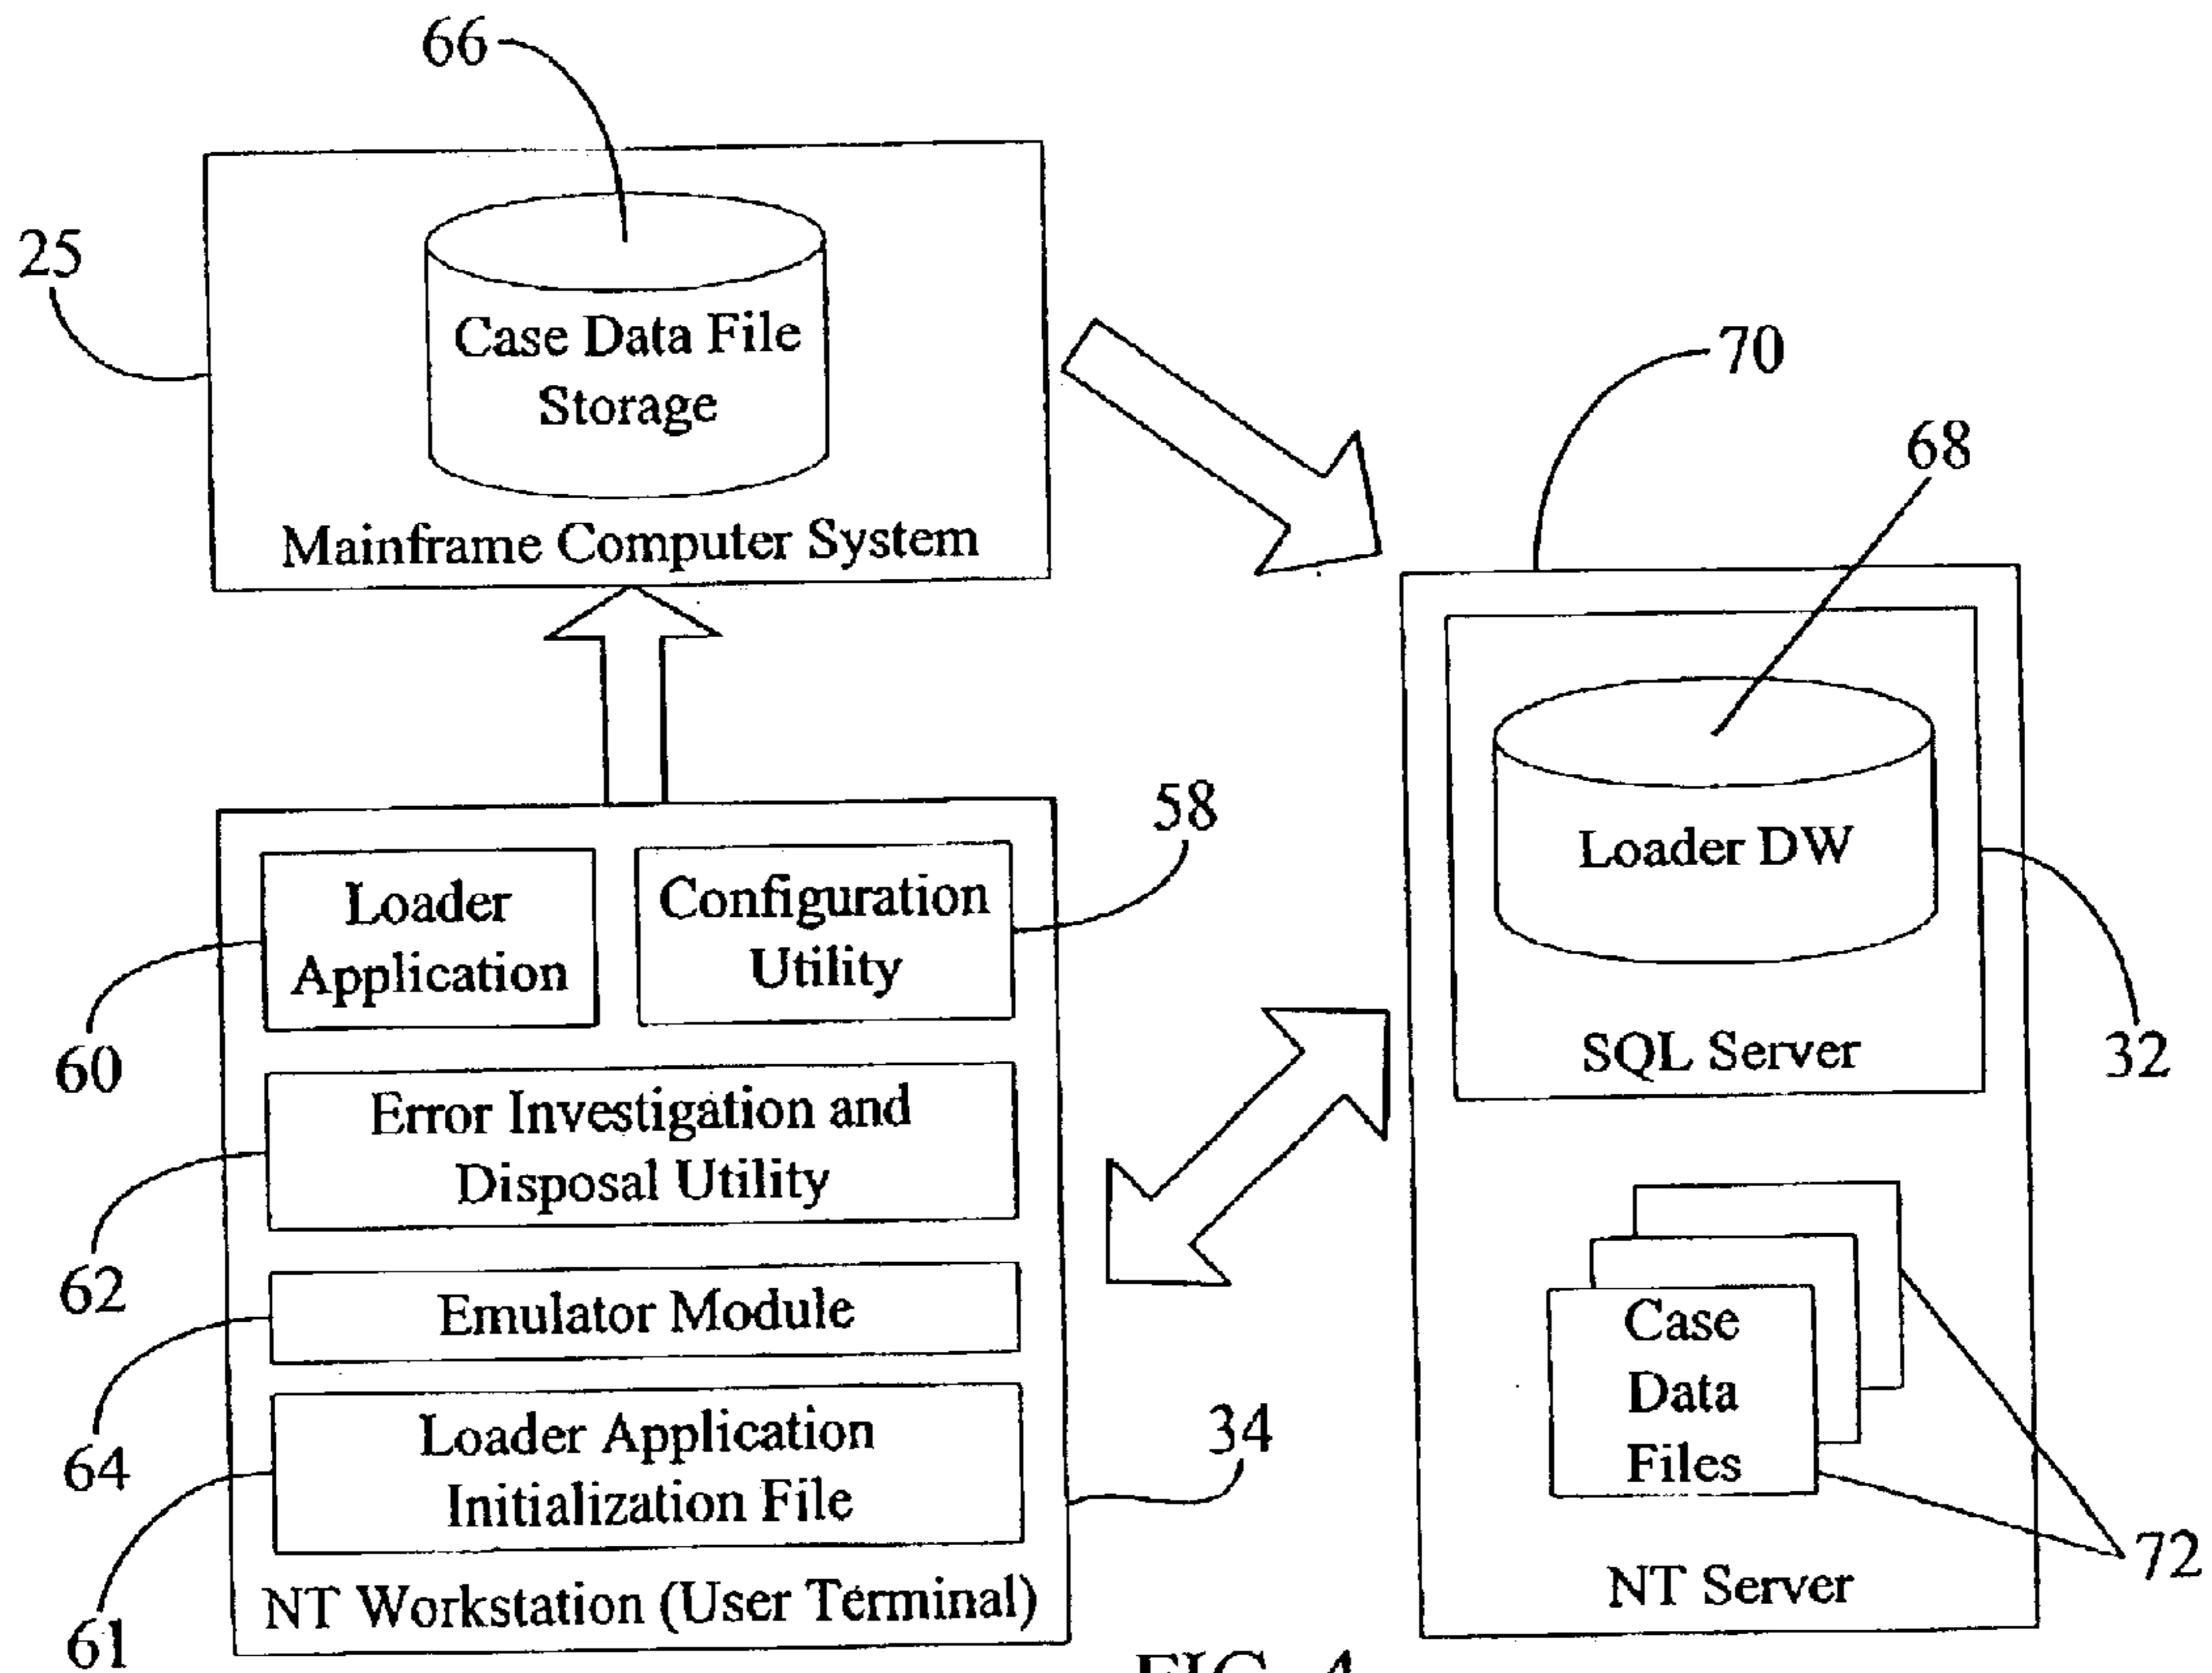 66
25
Case Data File
Storage
Mainframe Computer System
70
68
Loader DW
SQL Server
32
58
Loader
Application
Configuration
Utility
60
Error Investigation and
Disposal Utility
62
Emulator Module
64
Loader Application
Initialization File
61
34
NT Workstation (User Terminal)
Case
Data
Files
72
NT Server
FIG. 4